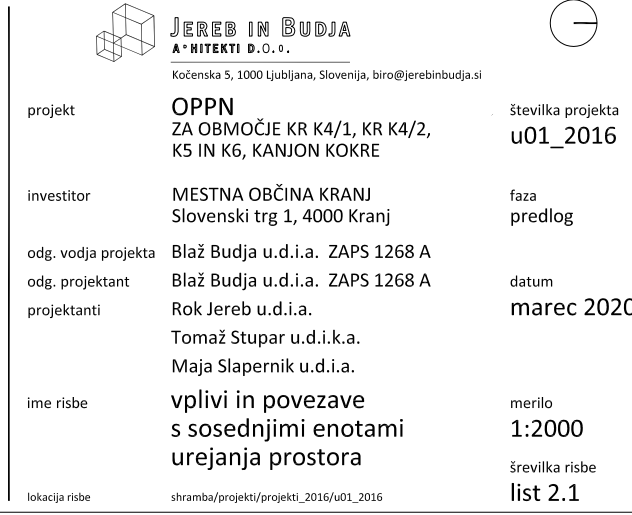 JEREB IN BUDJA
A°HITEKTI D.O.O.
Kočenska 5, 1000 Ljubljana, Slovenija, biro@jerebinbudja.si
projekt
OPPN
ZA OBMOČJE KR K4/1, KR K4/2,
K5 IN K6, KANJON KOKRE
številka projekta
u01_2016
investitor
MESTNA OBČINA KRANJ
Slovenski trg 1, 4000 Kranj
faza
predlog
odg. vodja projekta
Blaž Budja u.d.i.a. ZAPS 1268 A
odg. projektant
Blaž Budja u.d.i.a. ZAPS 1268 A
datum
marec 2020
projektanti
Rok Jereb u.d.i.a.
Tomaž Stupar u.d.i.k.a.
Maja Slapernik u.d.i.a.
ime risbe
vplivi in povezave
s sosednjimi enotami
urejanja prostora
merilo
1:2000
šrevilka risbe
list 2.1
lokacija risbe
shramba/projekti/projekti_2016/u01_2016